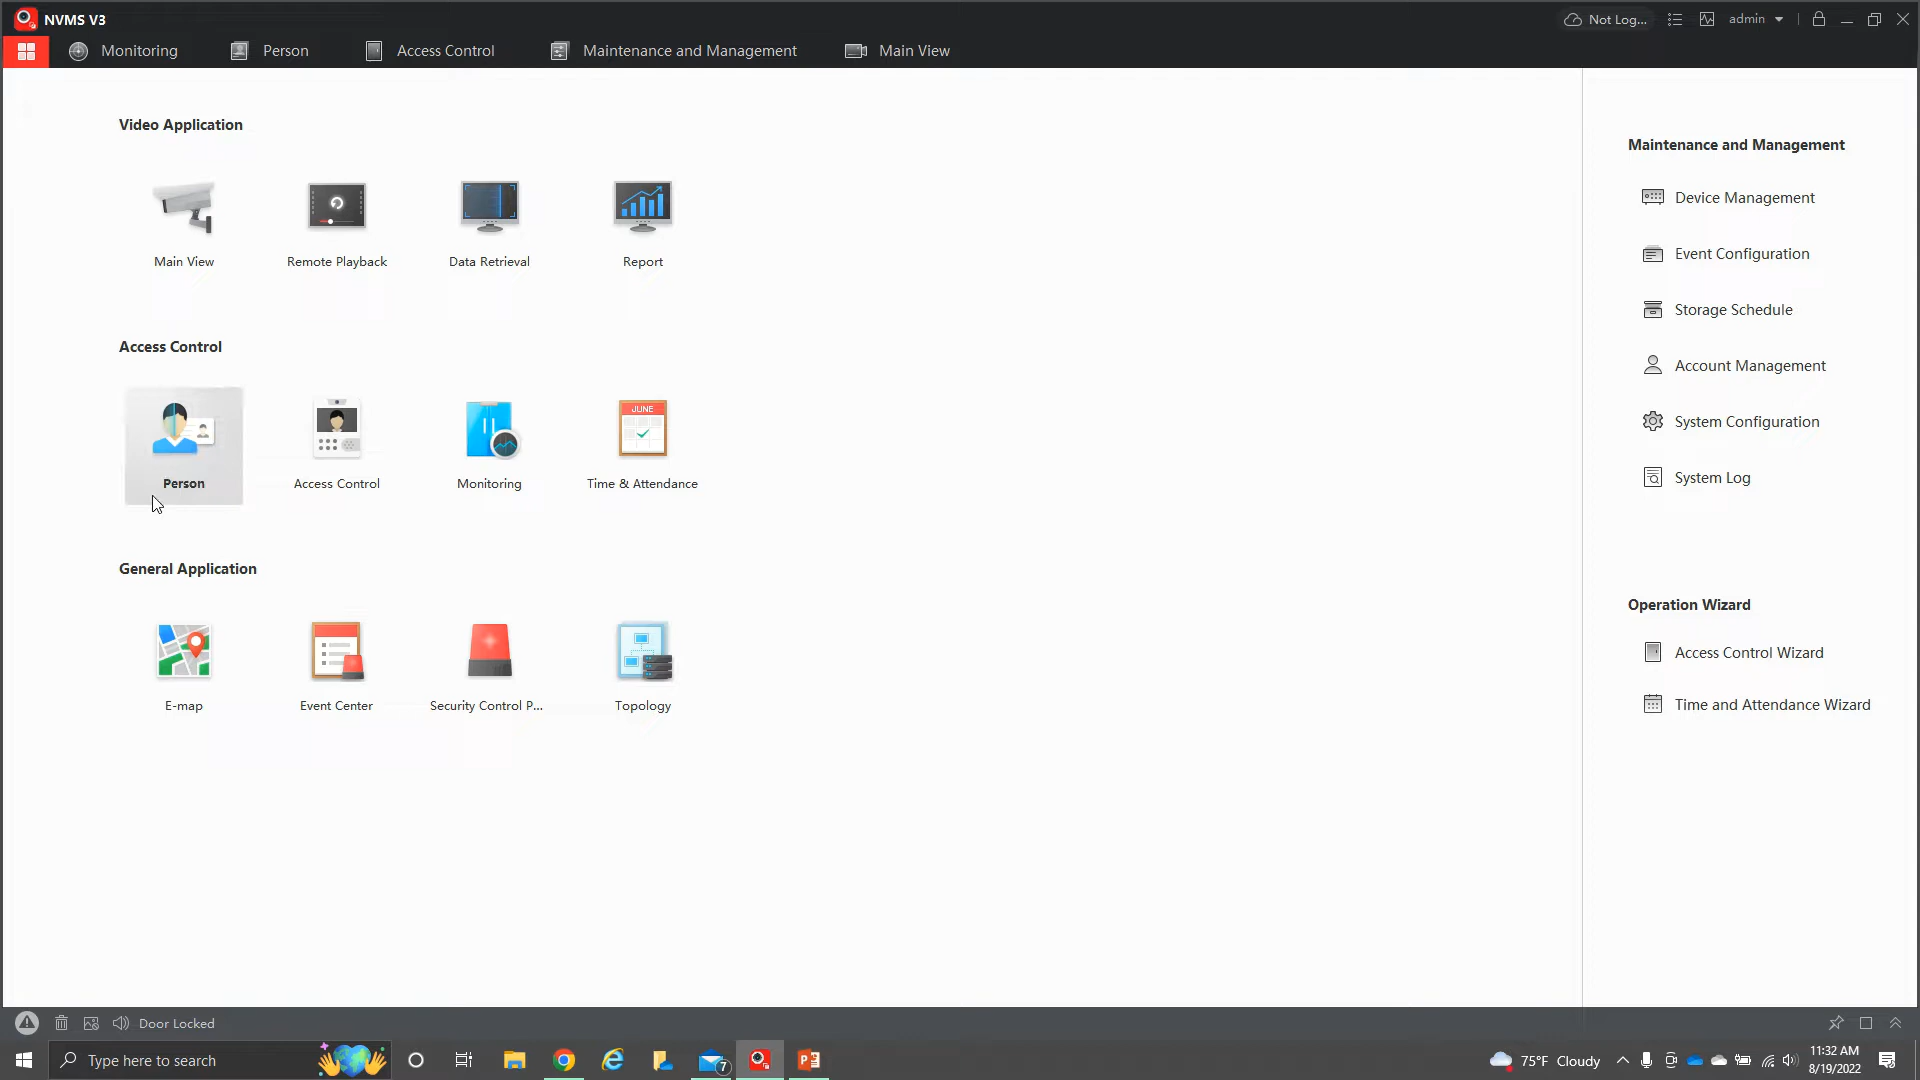 NVMS V3
Not Log...
admin
Monitoring
Person
Access Control
Maintenance and Management
Main View
Video Application
Main View
Remote Playback
Data Retrieval
Report
Access Control
JUNE
Person
Access Control
Monitoring
Time & Attendance
General Application
E-map
Event Center
Security Control P...
Topology
Maintenance and Management
Device Management
Event Configuration
Storage Schedule
Account Management
System Configuration
System Log
Operation Wizard
Access Control Wizard
Time and Attendance Wizard
Door Locked
Type here to search
7
75°F Cloudy
11:32 AM
8/19/2022